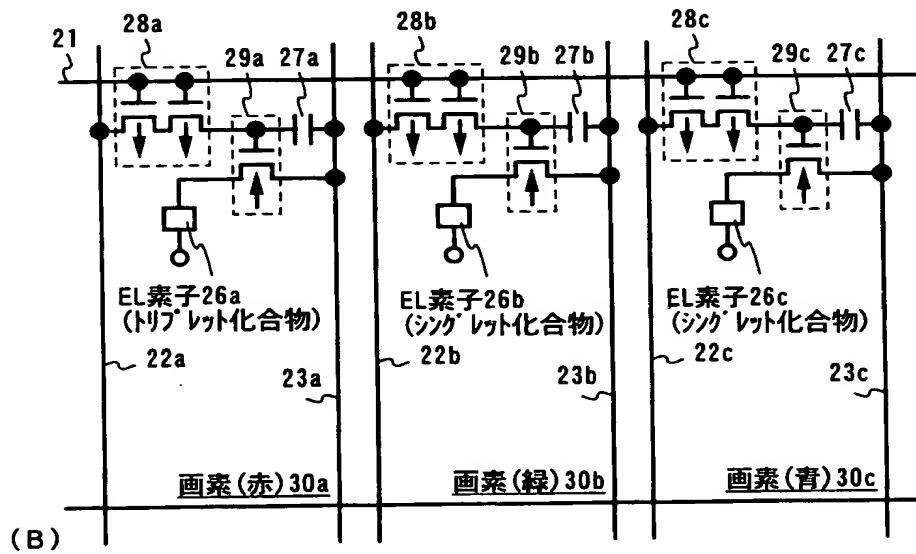 28a
28b
28c
21
29a
27a
29b
27b
29c
27c
EL素子26a
(トリプレット化合物)
EL素子26b
(シングレット化合物)
EL素子26c
(シングレット化合物)
22a
22b
22c
23a
23b
23c
画素(赤)30a
画素(緑)30b
画素(青)30c
(B)